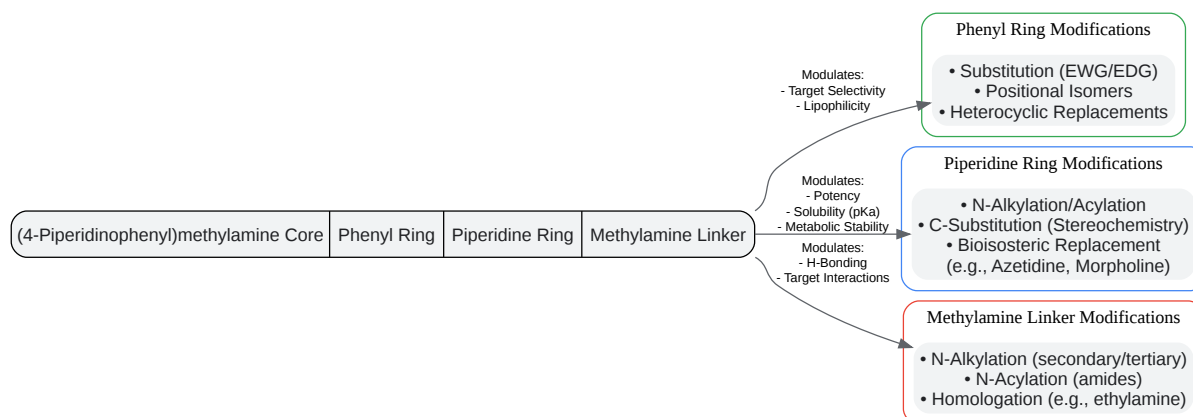 (4-Piperidinophenyl)methylamine Core
Phenyl Ring
Piperidine Ring
Methylamine Linker
Modulates:
- Target Selectivity
- Lipophilicity
Modulates:
- Potency
- Solubility (pKa)
- Metabolic Stability
Modulates:
- H-Bonding
- Target Interactions
Phenyl Ring Modifications
• Substitution (EWG/EDG)
• Positional Isomers
• Heterocyclic Replacements
Piperidine Ring Modifications
• N-Alkylation/Acylation
• C-Substitution (Stereochemistry)
• Bioisosteric Replacement
(e.g., Azetidine, Morpholine)
Methylamine Linker Modifications
• N-Alkylation (secondary/tertiary)
• N-Acylation (amides)
• Homologation (e.g., ethylamine)